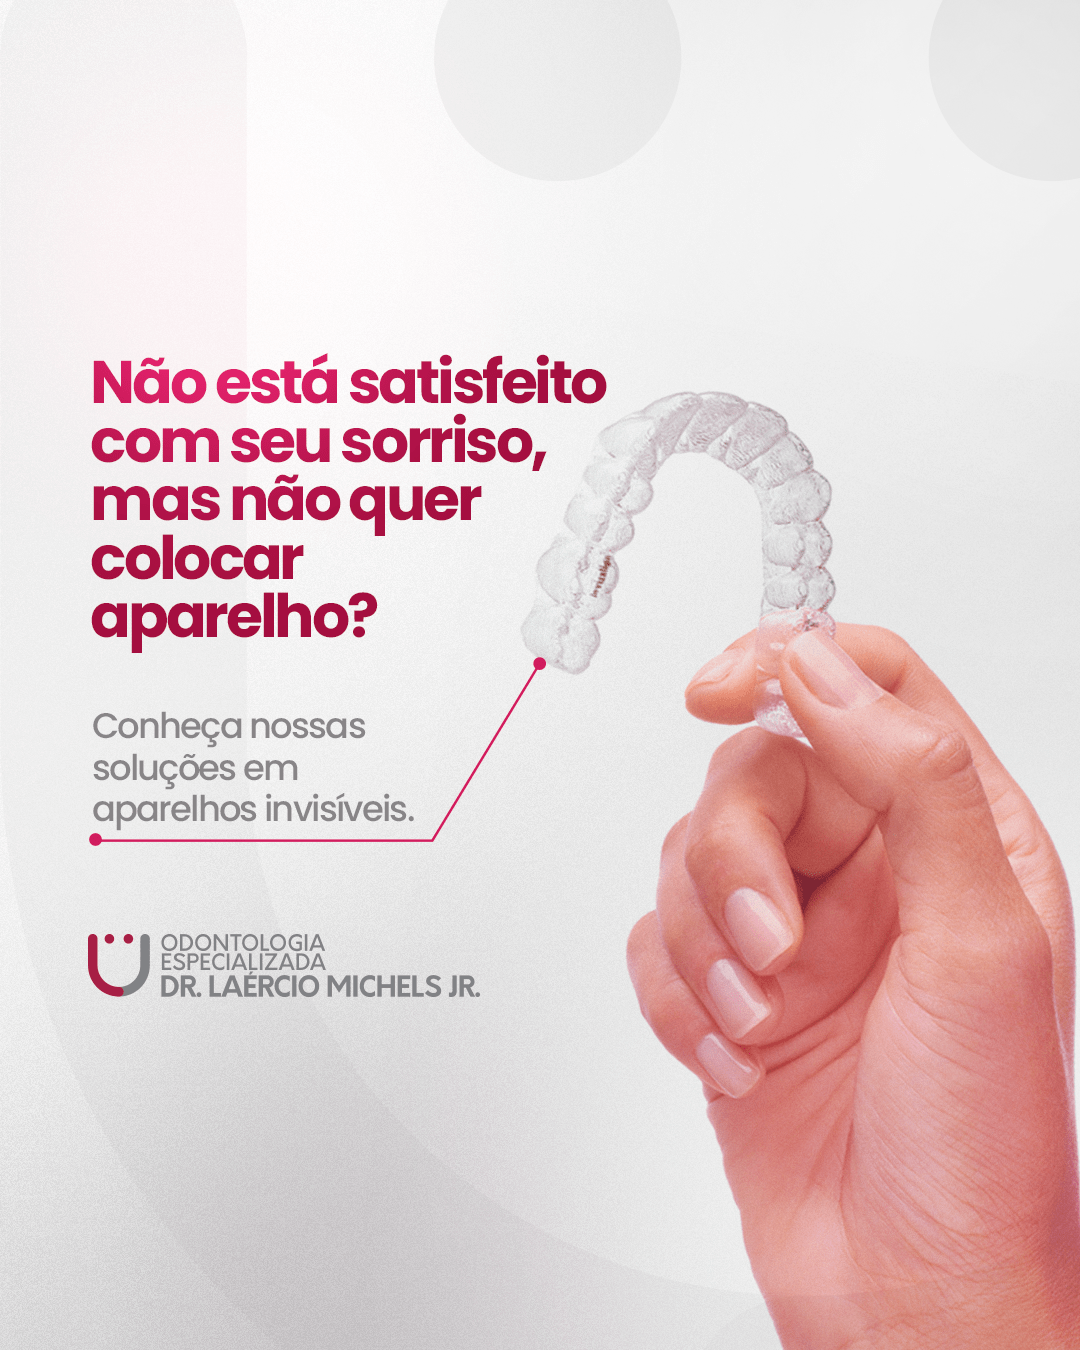 Não está satisfeito
com seu sorriso,
mas não quer
colocar
aparelho?
Conheça nossas
soluções em
aparelhos invisíveis.
ODONTOLOGIA
ESPECIALIZADA
DR. LAÉRCIO MICHELS JR.